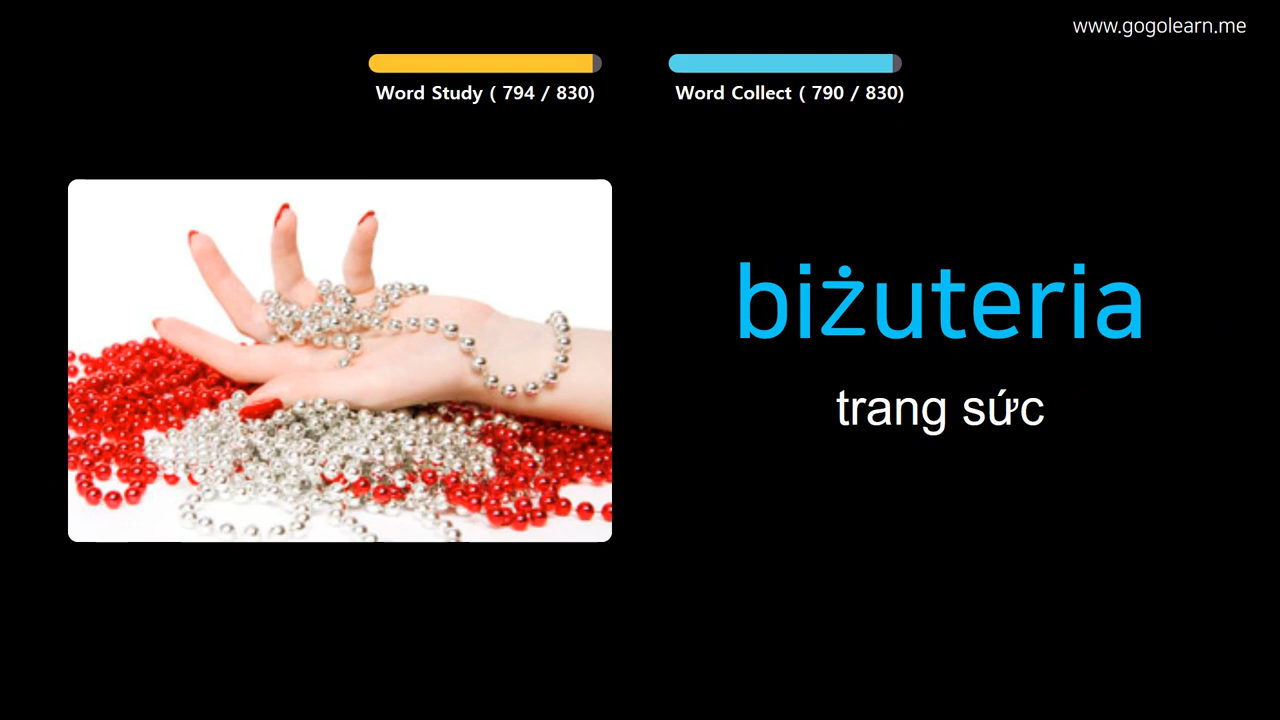 www.gogolearn.me
Word Study ( 794 / 830)
Word Collect ( 790 / 830)
biżuteria
trang sức